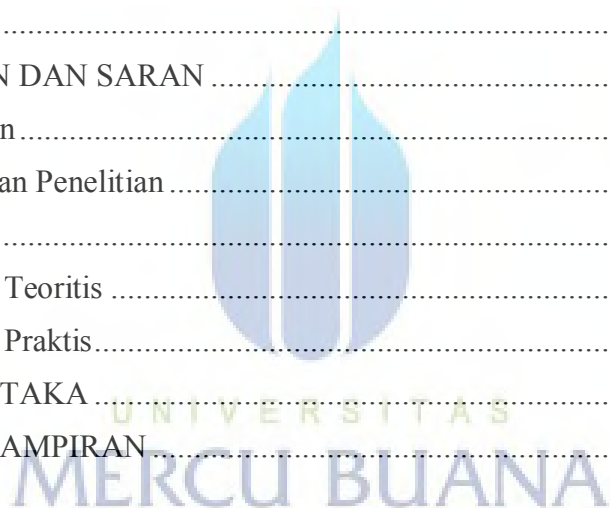 ................................................................
N DAN SARAN ................................................
n ................................................................
an Penelitian ................................................
................................................................
Teoritis ................................................
Praktis................................................
TAKA ................................................
AMPIRAN ................................................
UNIVERSITAS
MERCU BUANA